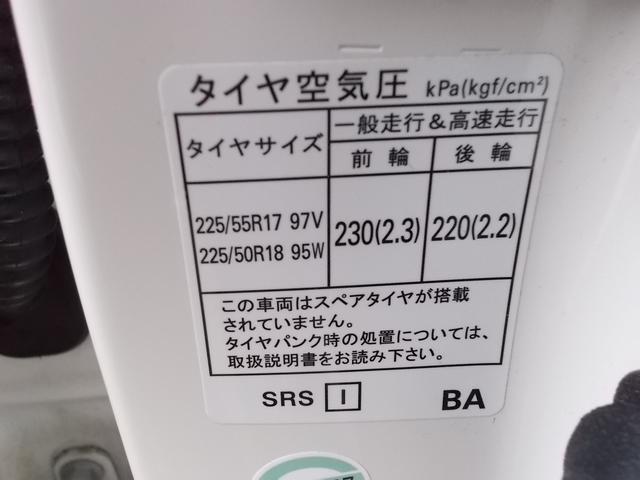 タイヤ空気圧 kPa(kgf/cm²)
タイヤサイズ 一般走行&高速走行
前輪 後輪
225/55R17 97V 230(2.3) 220(2.2)
225/50R18 95W
この車両はスペアタイヤが搭載
されていません。
タイヤパンク時の処置については、
取扱説明書をお読み下さい。
SRS I BA